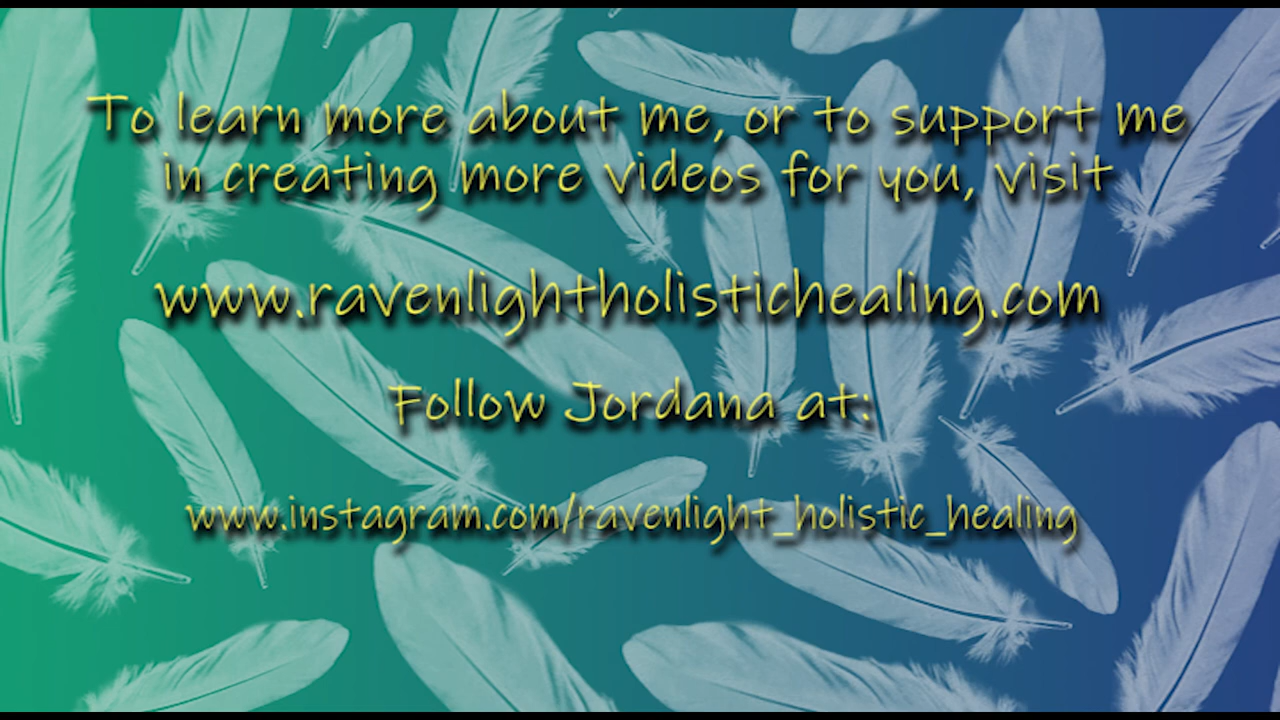 To learn more about me, or to support me
in creating more videos for you, visit
www.ravenlightholistichealing.com
Follow Jordana at:
www.instagram.com/ravenlight_holistic_healing